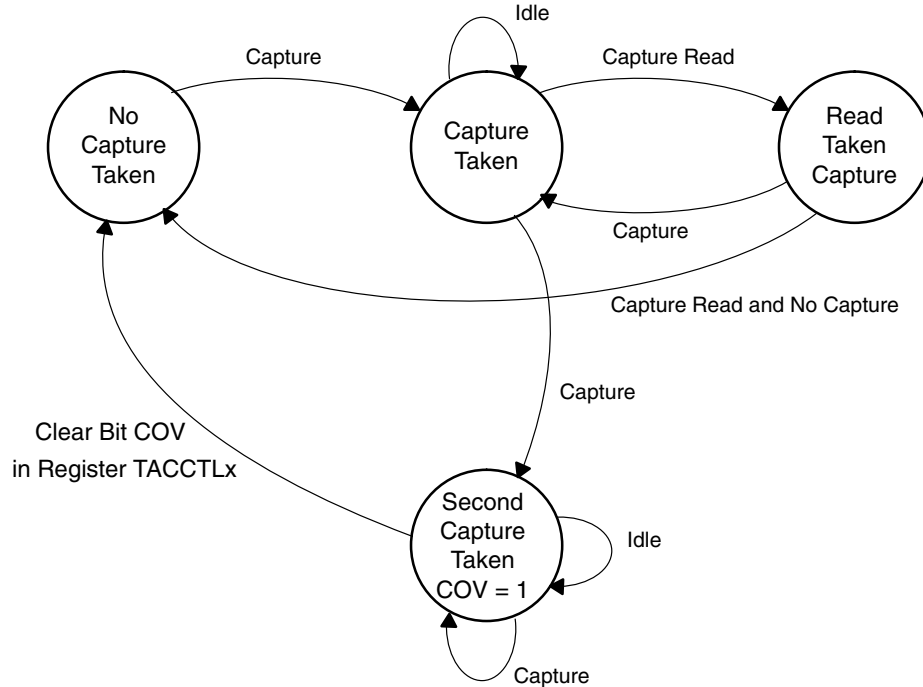 Idle
Capture
Capture Read
No
Capture
Taken
Capture
Taken
Read
Taken
Capture
Capture
Capture Read and No Capture
Capture
Clear Bit COV
in Register TACCTLx
Second
Capture
Taken
COV = 1
Idle
Capture